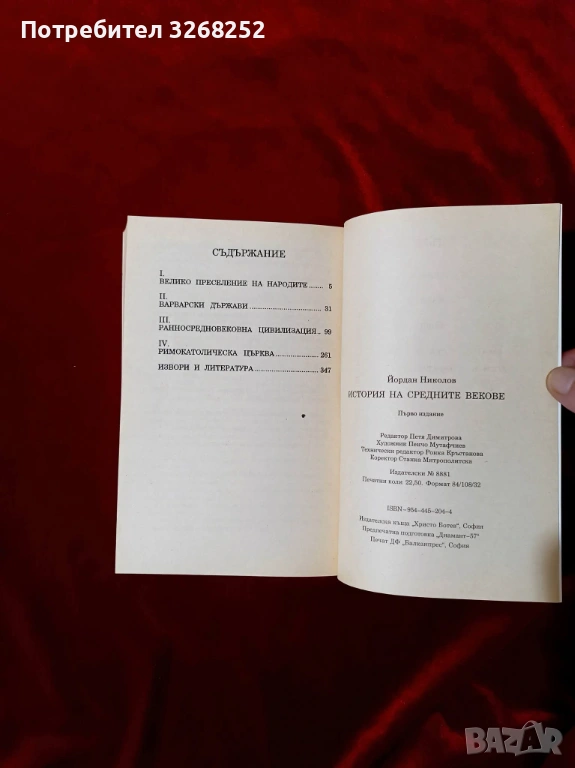 Потребител 3268252
СЪДЪРЖАНИЕ
I.
ВЕЛИКО ПРЕСЕЛЕНИЕ НА НАРОДИТЕ ....... 5
II.
ВАРВАРСКИ ДЪРЖАВИ ........................ 31
III.
РАННОСРЕДНОВЕКОВНА ЦИВИЛИЗАЦИЯ .. 99
IV.
РИМОКАТОЛИЧЕСКА ЦЪРКВА ............... 261
ИЗВОРИ И ЛИТЕРАТУРА ..................... 347
Йордан Николов
ИСТОРИЯ НА СРЕДНИТЕ ВЕКОВЕ
Първо издание
Редактор Петя Димитрова
Художник Пенчо Мутафчиев
Технически редактор Ронка Кръстанова
Коректор Станка Митрополитска
Издателски № 8881
Печатни коли 22,50. Формат 84/108/32
ISBN—954—445—204—4
Издателска къща „Христо Ботев", София
Предпечатна подготовка „Диамант—57"
Печат ДФ „Балканпрес", София
BAZAR